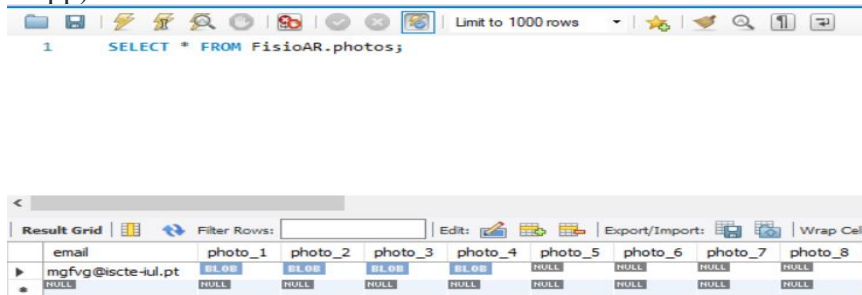 Limit to 1000 rows
1 SELECT * FROM FisioAR.photos;
Result Grid Filter Rows: Edit: Export/Import: Wrap Cel
email photo_1 photo_2 photo_3 photo_4 photo_5 photo_6 photo_7 photo_8
mgfvg@iscte-iul.pt BLOB BLOB BLOB BLOB NULL NULL NULL NULL
NULL NULL NULL NULL NULL NULL NULL NULL NULL